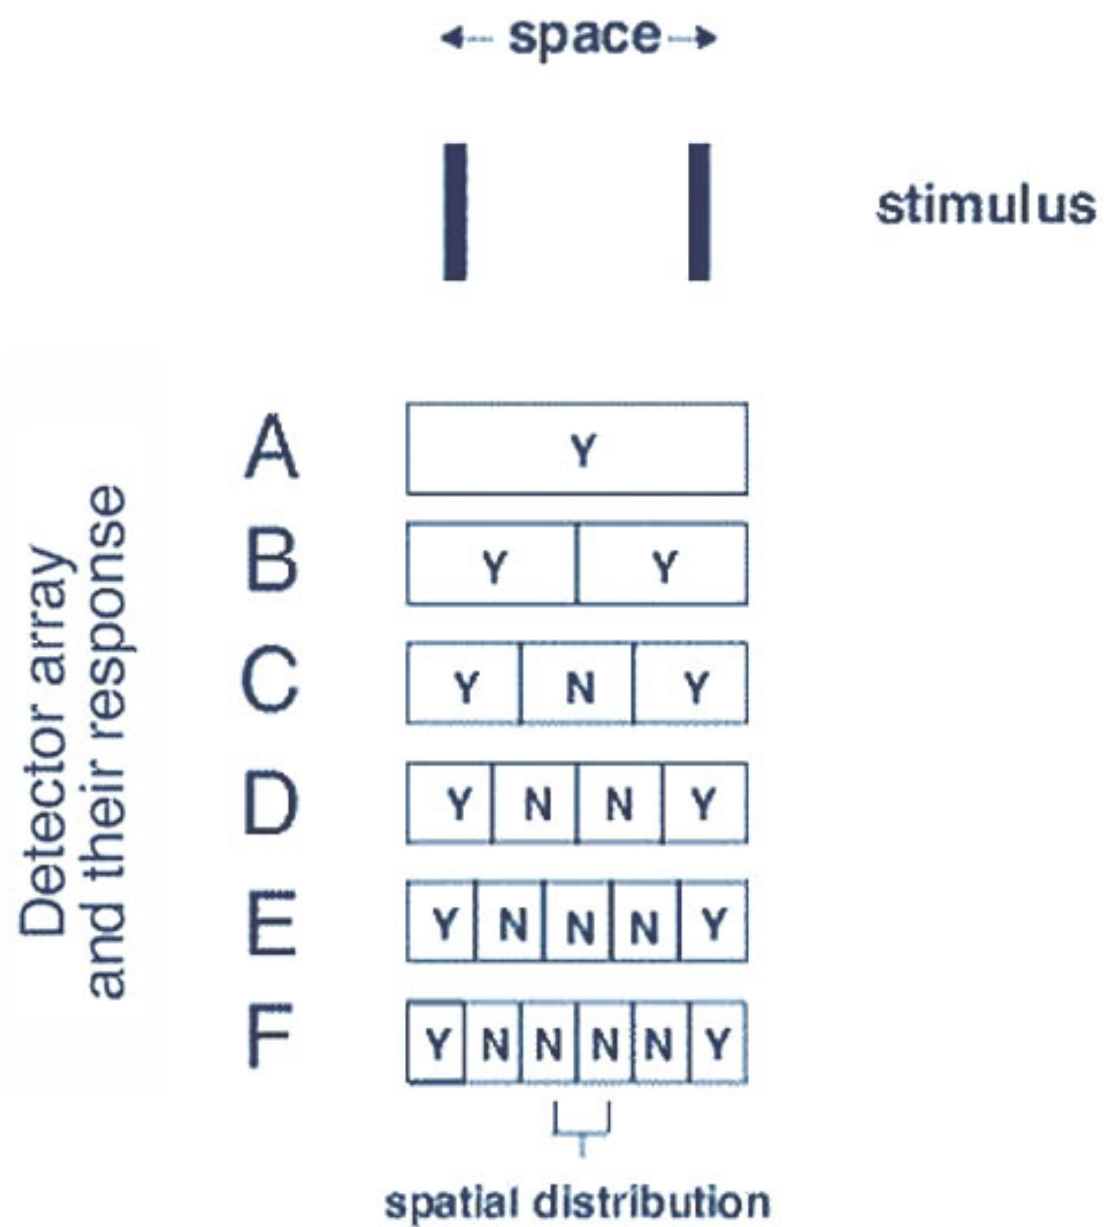 space
stimulus
Detector array
and their response
A Y
B Y Y
C Y N Y
D Y N N Y
E Y N N N Y
F Y N N N N Y
spatial distribution